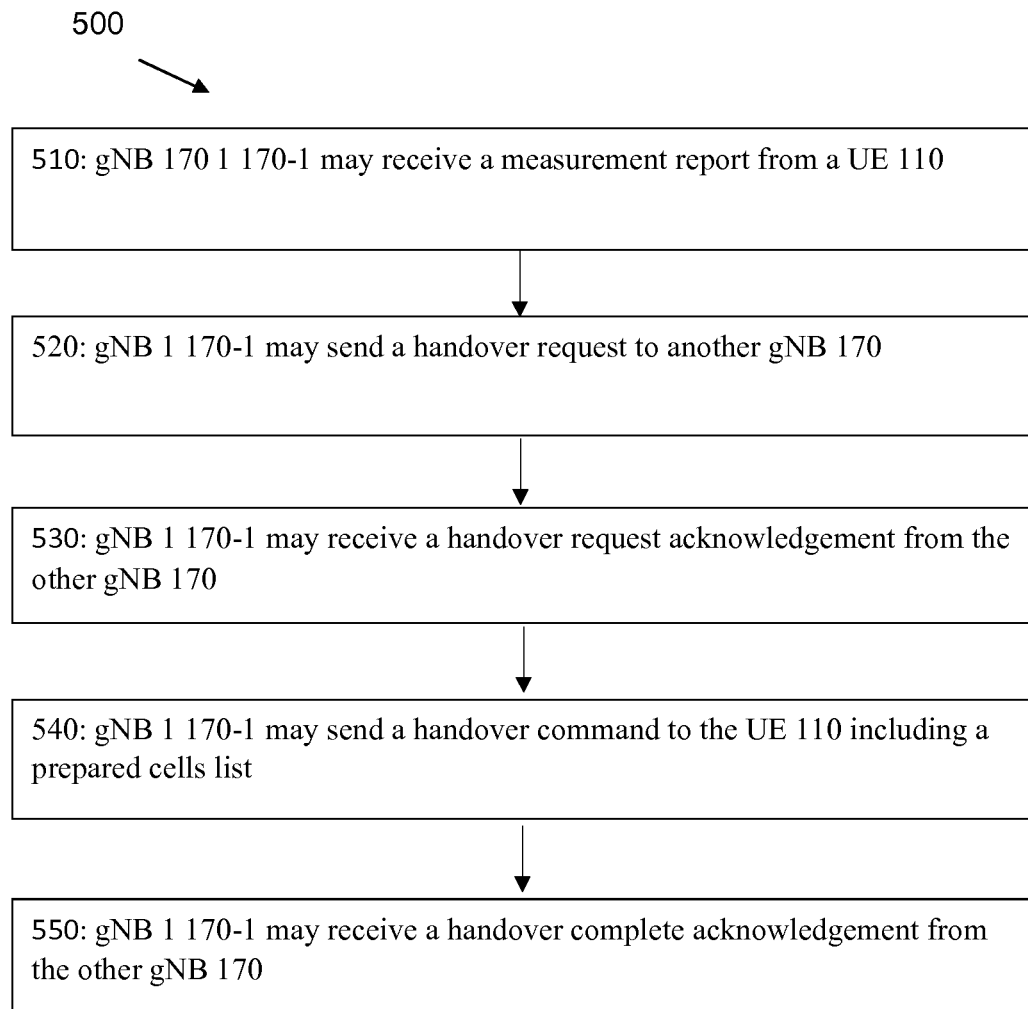 500
510: gNB 170 1 170-1 may receive a measurement report from a UE 110
520: gNB 1 170-1 may send a handover request to another gNB 170
530: gNB 1 170-1 may receive a handover request acknowledgement from the
other gNB 170
540: gNB 1 170-1 may send a handover command to the UE 110 including a
prepared cells list
550: gNB 1 170-1 may receive a handover complete acknowledgement from
the other gNB 170